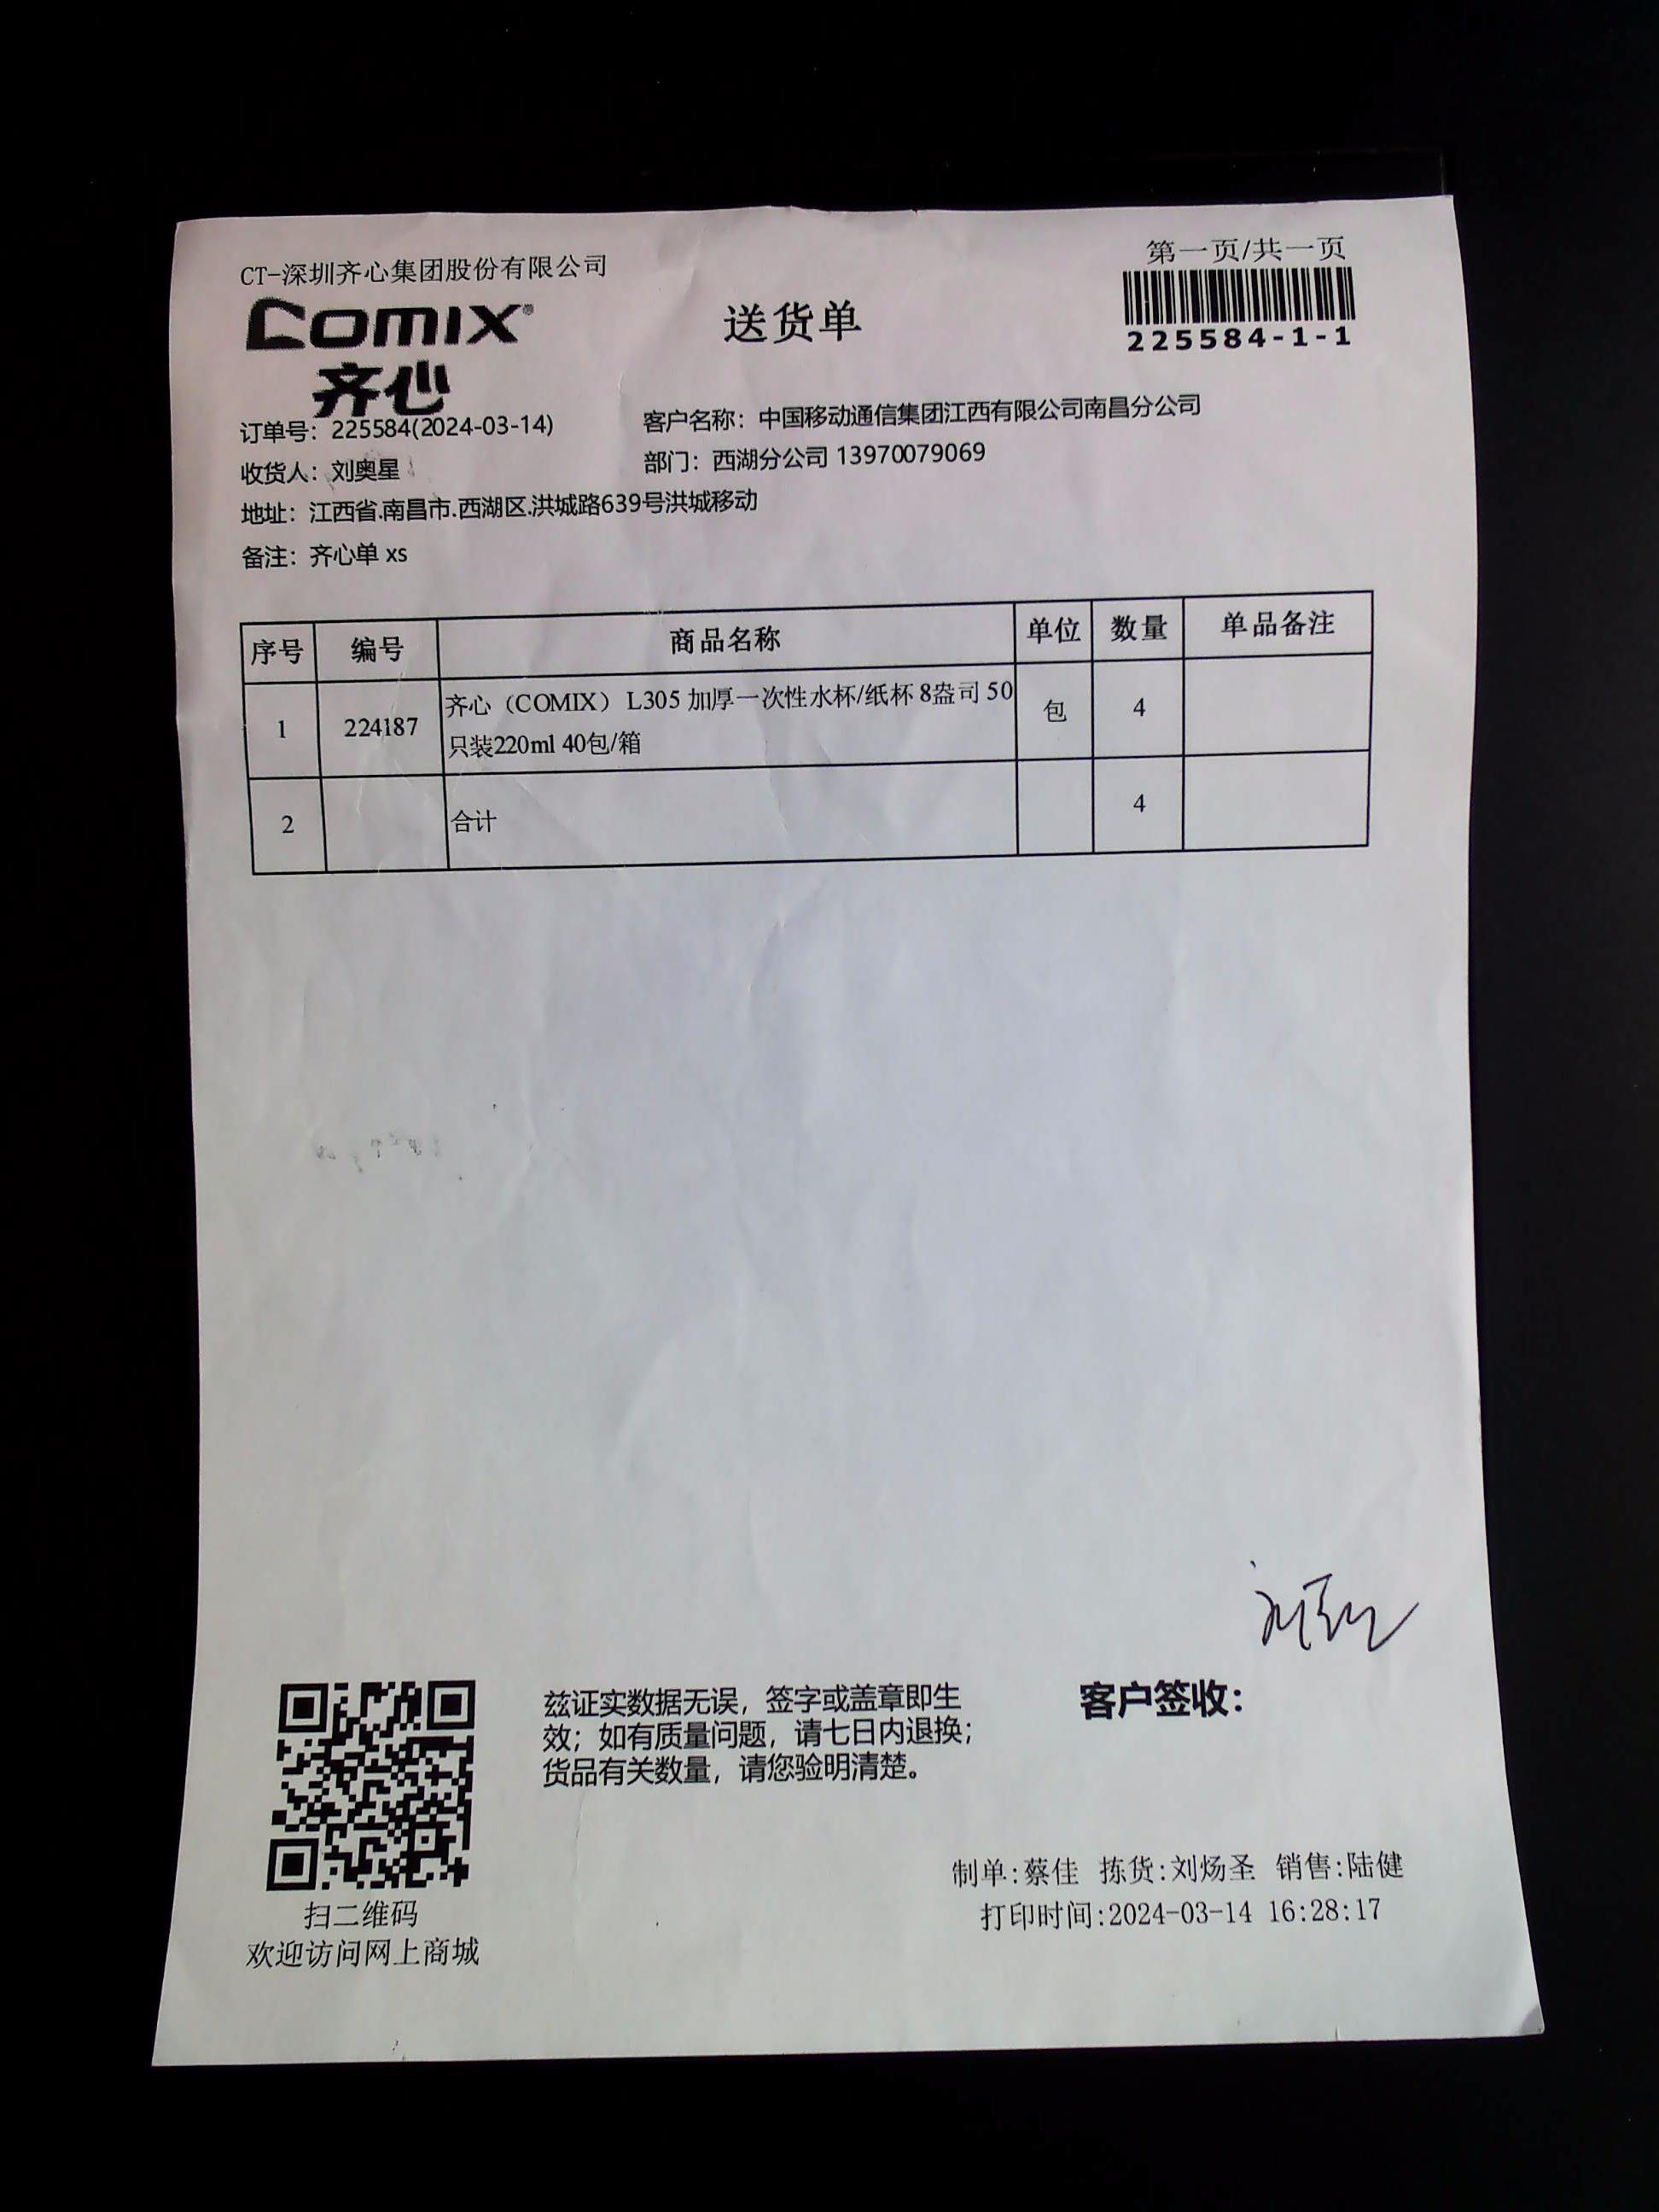 第一页/共一页
CT-深圳齐心集团股份有限公司
COMIX®
齐心
送货单
225584-1-1
订单号：225584(2024-03-14)
客户名称：中国移动通信集团江西有限公司南昌分公司
收货人：刘奥星
部门：西湖分公司 13970079069
地址：江西省.南昌市.西湖区.洪城路639号洪城移动
备注：齐心单 xs
序号 编号 商品名称 单位 数量 单品备注
1 224187 齐心（COMIX） L305 加厚一次性水杯/纸杯 8盎司 50 包 4
只装220ml 40包/箱
2 合计 4
兹证实数据无误，签字或盖章即生
效；如有质量问题，请七日内退换；
货品有关数量，请您验明清楚。
客户签收：
制单:蔡佳 拣货:刘炀圣 销售:陆健
打印时间:2024-03-14 16:28:17
扫二维码
欢迎访问网上商城